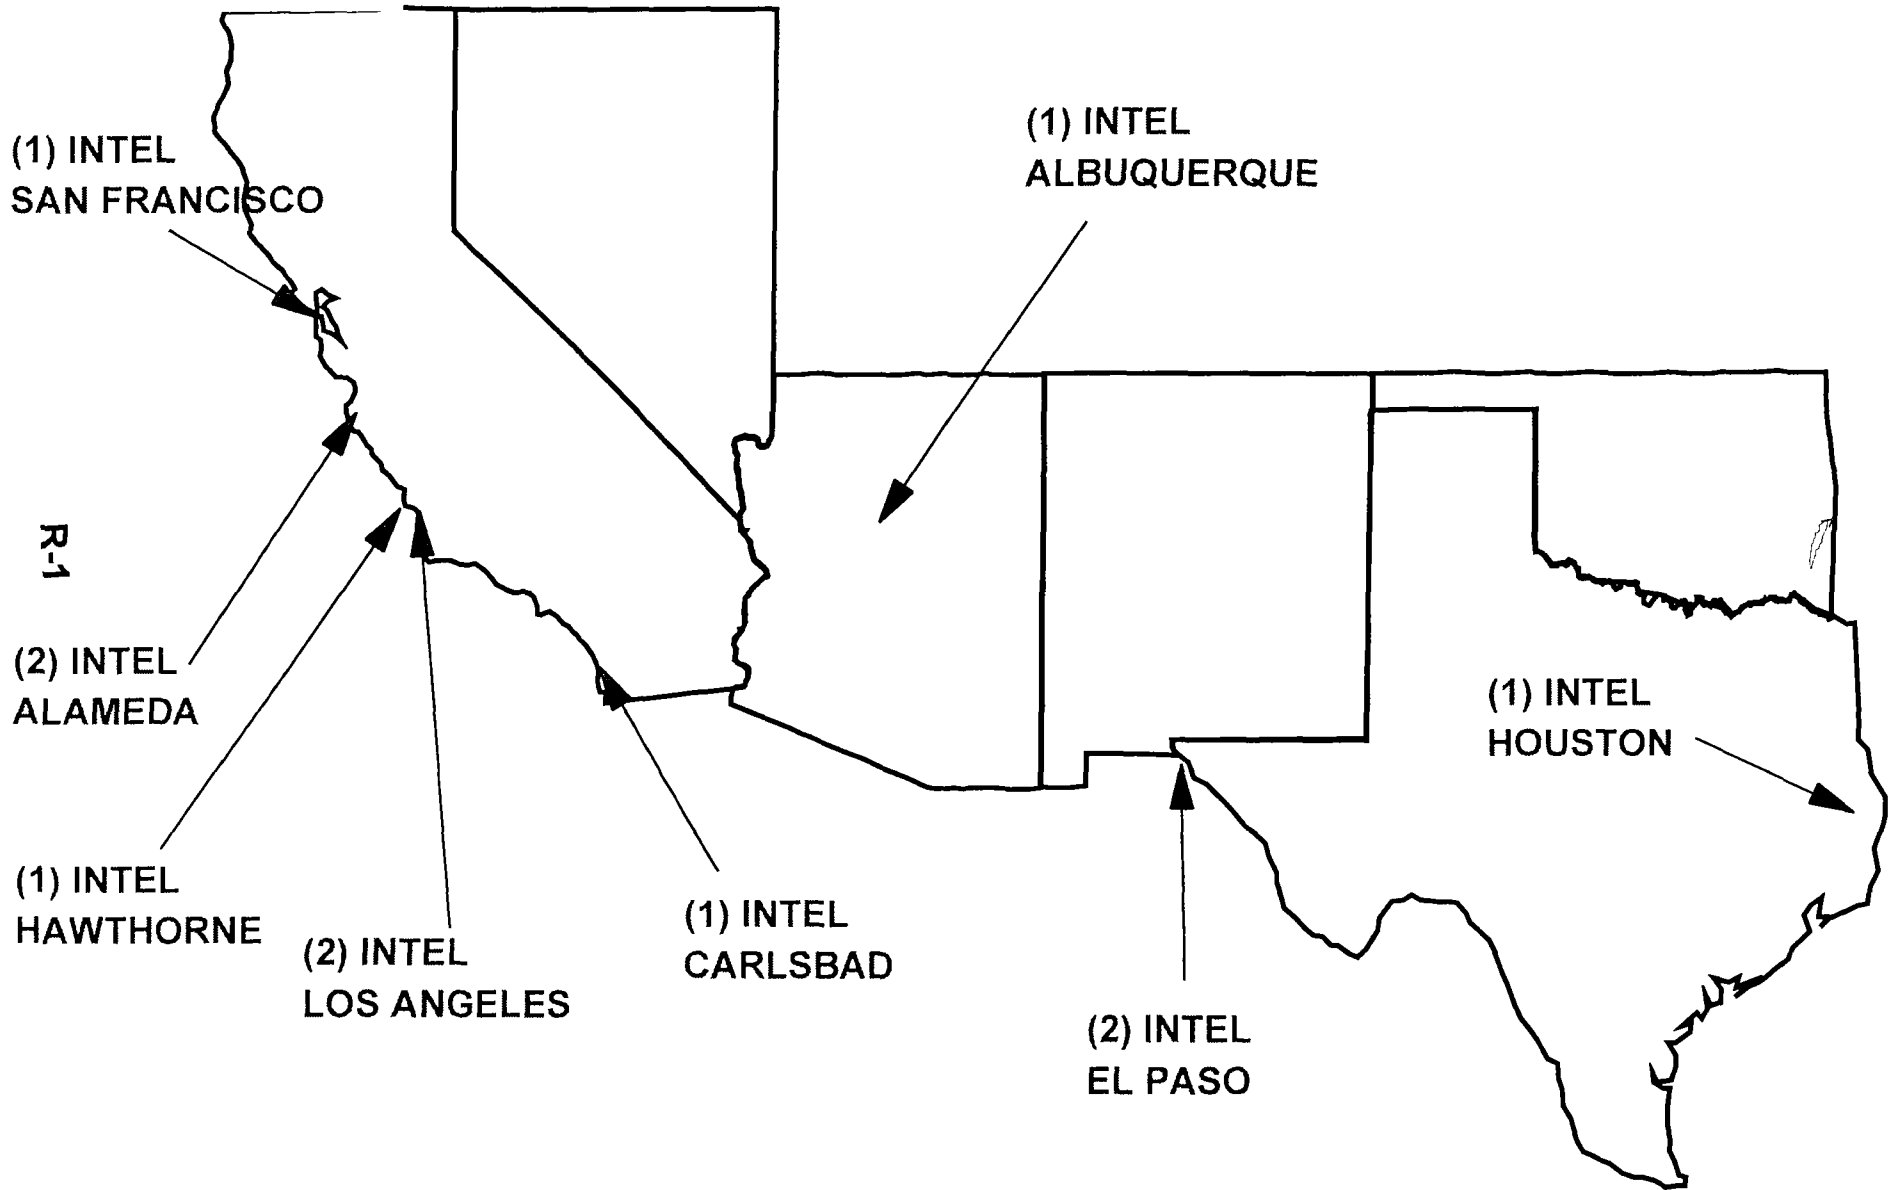 (1) INTEL
SAN FRANCISCO
(1) INTEL
ALBUQUERQUE
R-1
(2) INTEL
ALAMEDA
(1) INTEL
HOUSTON
(1) INTEL
HAWTHORNE
(2) INTEL
LOS ANGELES
(1) INTEL
CARLSBAD
(2) INTEL
EL PASO